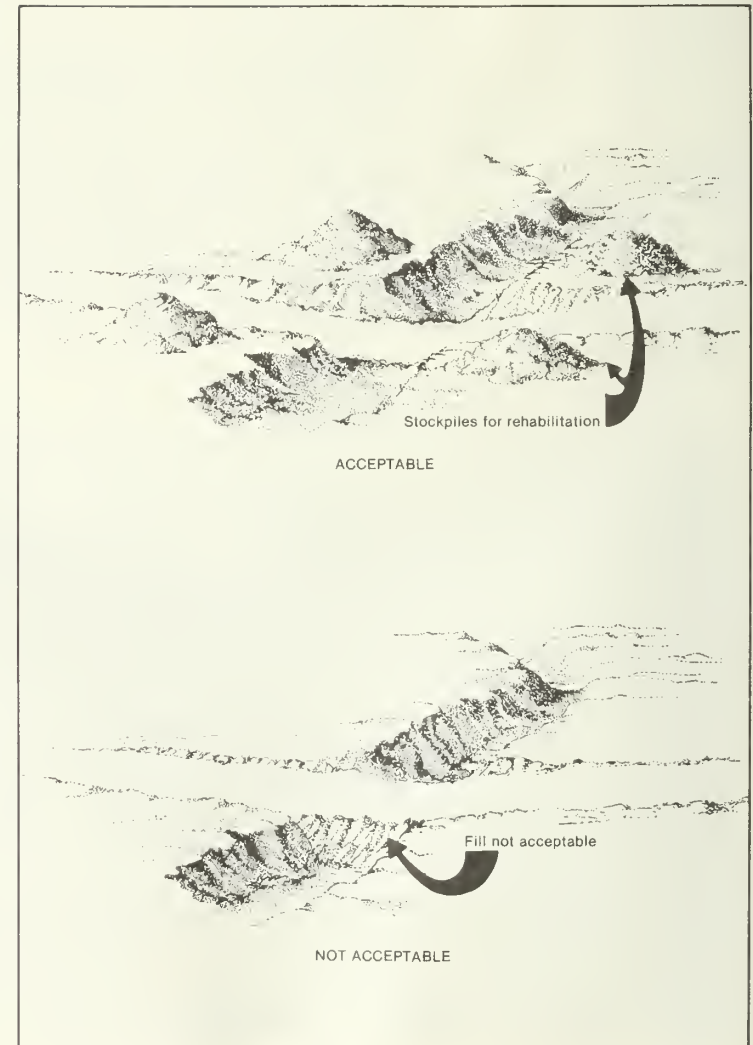 Stockpiles for rehabilitation
ACCEPTABLE
Fill not acceptable
NOT ACCEPTABLE